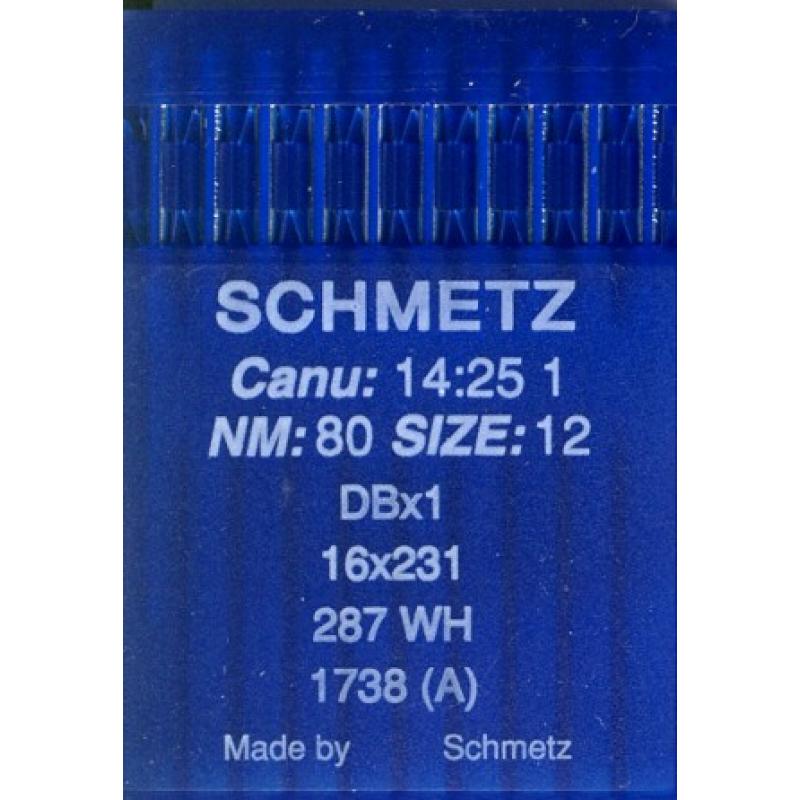 SCHMETZ
Canu: 14:25 1
NM: 80 SIZE: 12
DBx1
16x231
287 WH
1738 (A)
Made by Schmetz